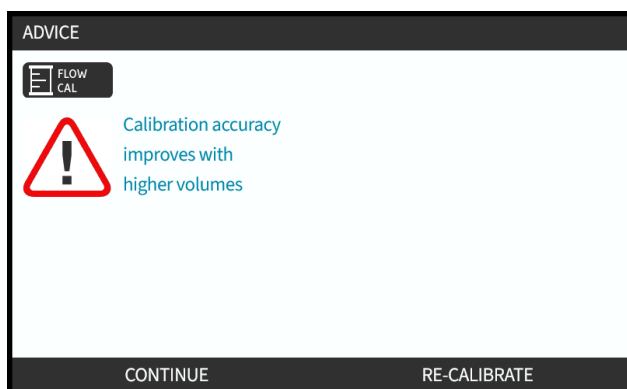 ADVICE
FLOW
CAL
Calibration accuracy
improves with
higher volumes
CONTINUE
RE-CALIBRATE